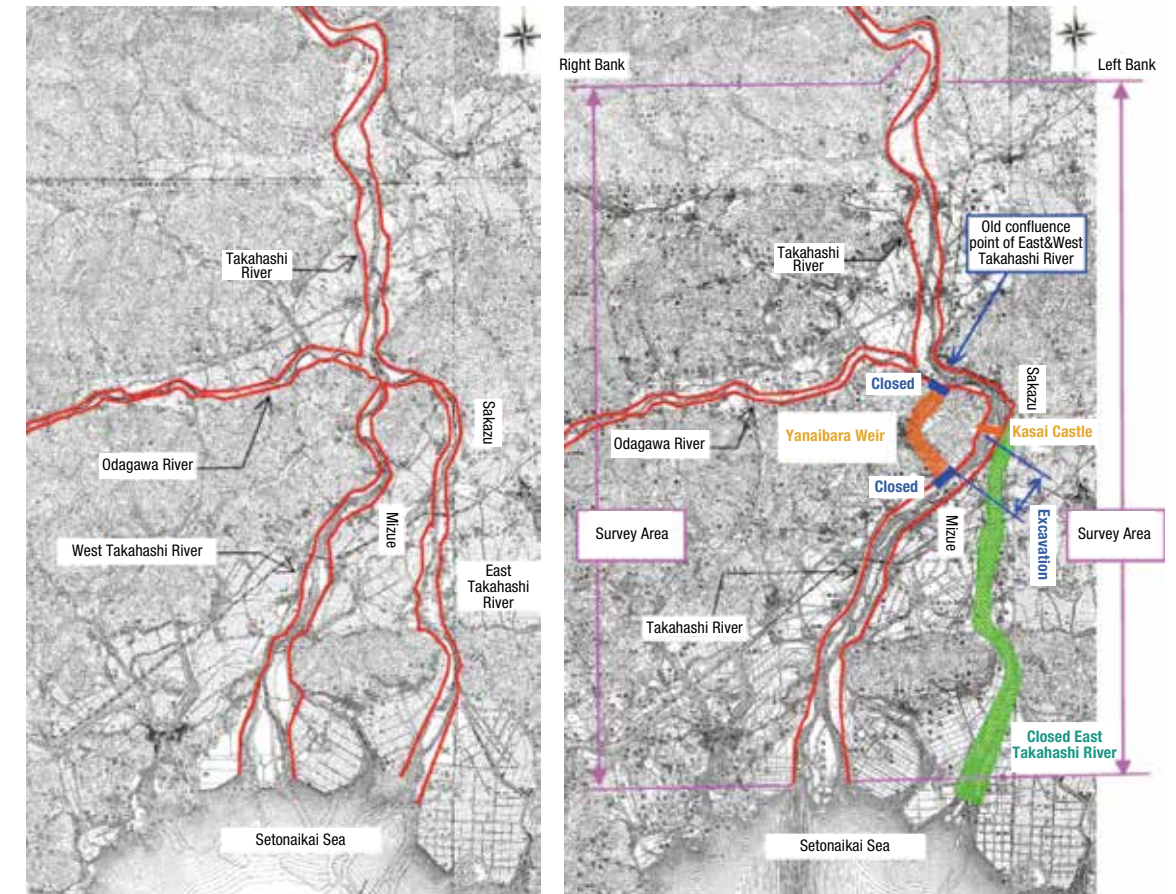 Takahashi
River
Odagawa River
Sakazu
Mizue
West Takahashi River
East
Takahashi
River
Setonaikai Sea
Right Bank
Left Bank
Old confluence
point of East&West
Takahashi River
Takahashi
River
Closed
Sakazu
Yanaibara Weir
Kasai Castle
Odagawa River
Closed
Mizue
Excavation
Survey Area
Survey Area
Takahashi River
Closed East
Takahashi River
Setonaikai Sea